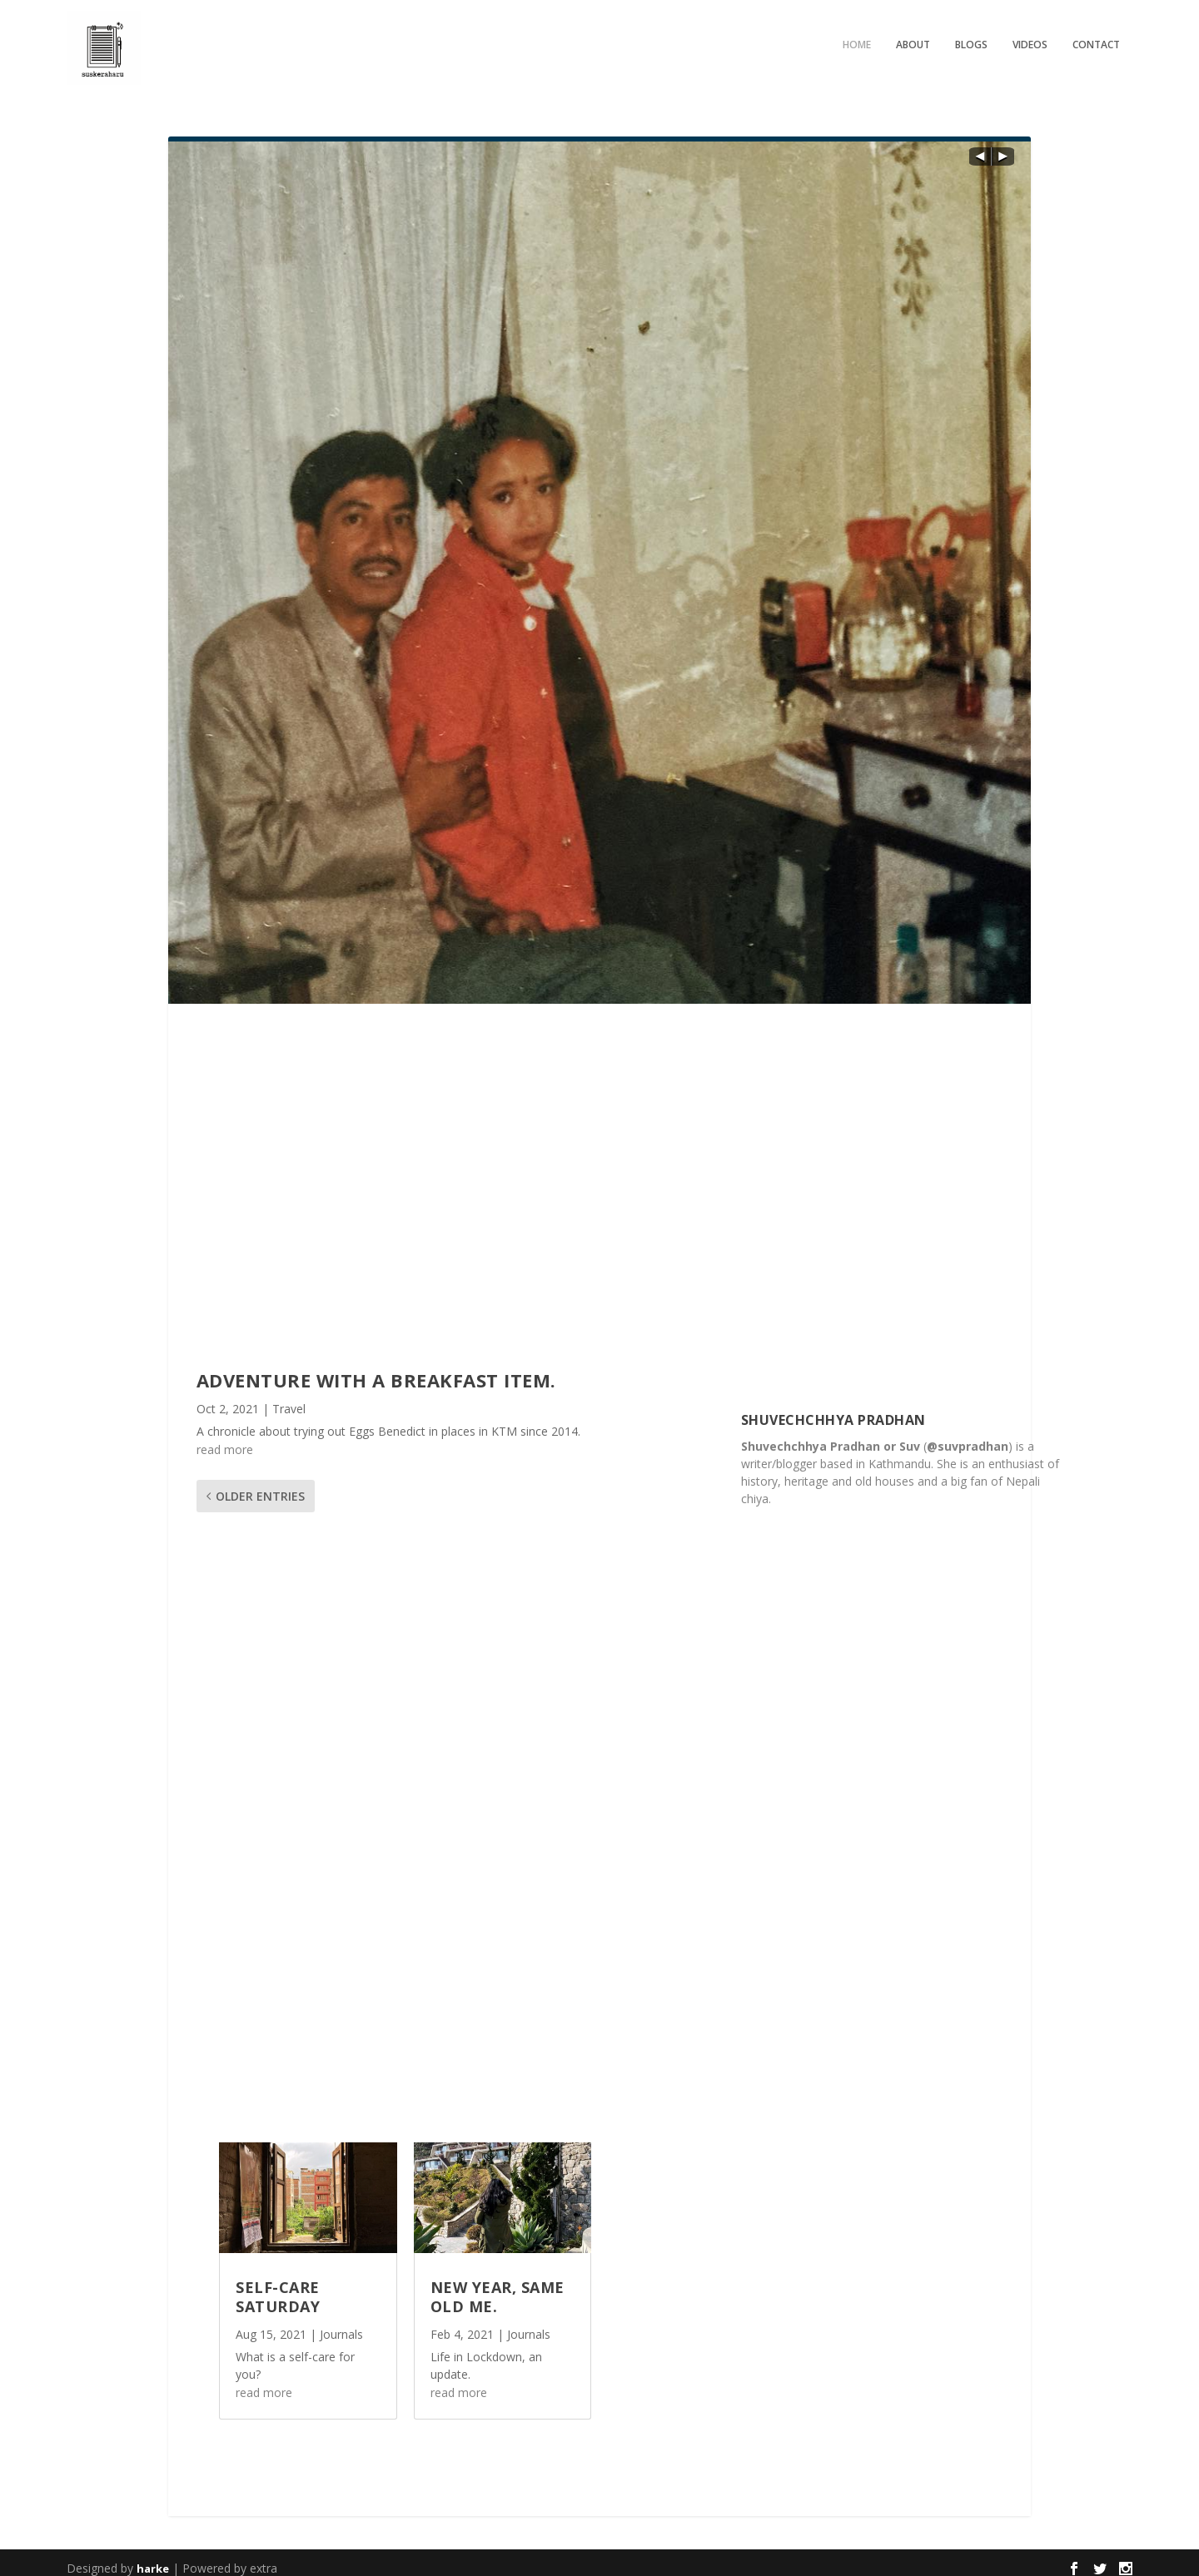 suskeraharu
HOME ABOUT BLOGS VIDEOS CONTACT
ADVENTURE WITH A BREAKFAST ITEM.
Oct 2, 2021 | Travel
A chronicle about trying out Eggs Benedict in places in KTM since 2014.
read more
OLDER ENTRIES
SHUVECHCHHYA PRADHAN
Shuvechchhya Pradhan or Suv (@suvpradhan) is a
writer/blogger based in Kathmandu. She is an enthusiast of
history, heritage and old houses and a big fan of Nepali
chiya.
SELF-CARE
SATURDAY
Aug 15, 2021 | Journals
What is a self-care for
you?
read more
NEW YEAR, SAME
OLD ME.
Feb 4, 2021 | Journals
Life in Lockdown, an
update.
read more
Designed by harke | Powered by extra